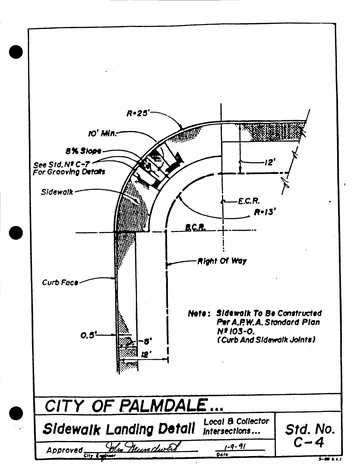 R=25'
10' Min.
8% Slope
See Std. Nº C-7
For Grooving Details
12'
Sidewalk
E.C.R.
R=13'
B.C.R.
Right Of Way
Curb Face
Note: Sidewalk To Be Constructed
Per A.P.W.A. Standard Plan
Nº 103-0.
(Curb And Sidewalk Joints)
0.5'
5'
12'
CITY OF PALMDALE...
Sidewalk Landing Detail
Local & Collector
Intersections...
Std. No.
C-4
Approved
1-9-91
City Engineer
Date